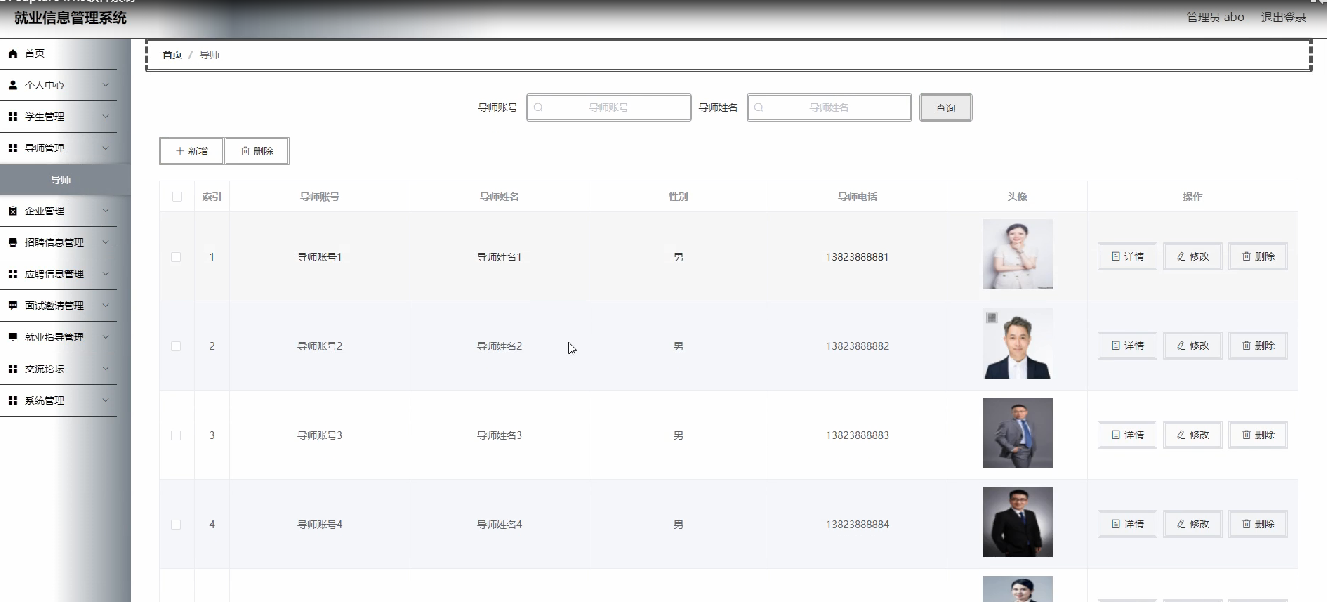 就业信息管理系统
管理员 abo 退出登录
首页
个人中心
学生管理
导师管理
导师
企业管理
招聘信息管理
应聘信息管理
面试邀请管理
就业指导管理
交流论坛
系统管理
首页 / 导师
导师账号 导师账号 导师姓名 导师姓名 查询
新增 删除
索引 导师账号 导师姓名 性别 导师电话 头像 操作
1 导师账号1 导师姓名1 男 13823888881 详情 修改 删除
2 导师账号2 导师姓名2 男 13823888882 详情 修改 删除
3 导师账号3 导师姓名3 男 13823888883 详情 修改 删除
4 导师账号4 导师姓名4 男 13823888884 详情 修改 删除